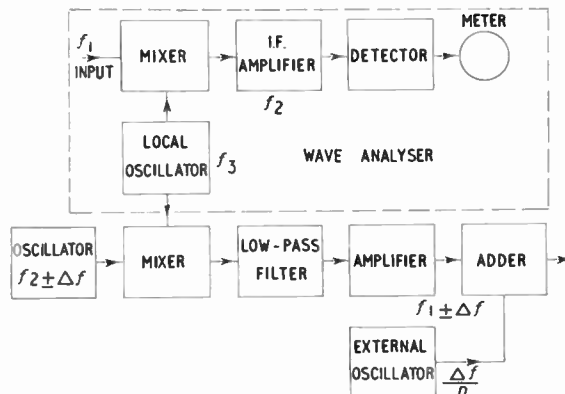 METER
f1
INPUT
MIXER
I.F.
AMPLIFIER
DETECTOR
f2
LOCAL
OSCILLATOR
f3
WAVE ANALYSER
OSCILLATOR
f2 ± Δf
MIXER
LOW-PASS
FILTER
AMPLIFIER
ADDER
f1 ± Δf
EXTERNAL
OSCILLATOR
Δf